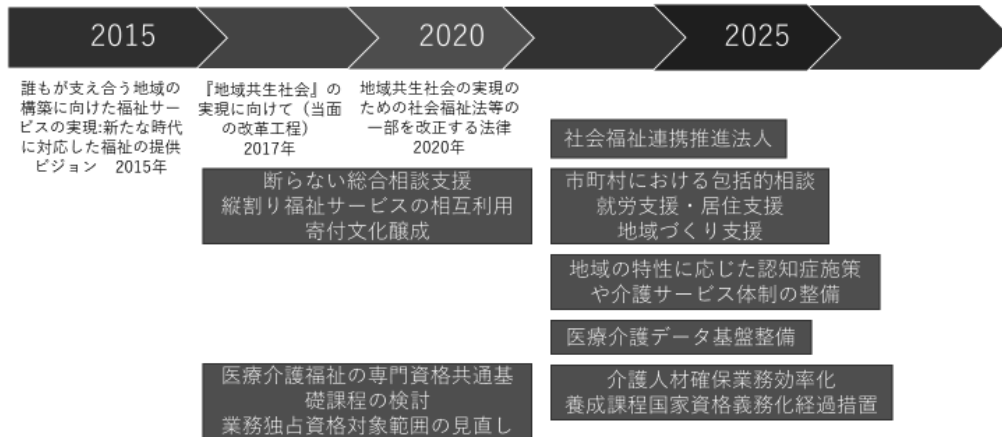 2015
2020
2025
誰もが支え合う地域の
構築に向けた福祉サー
ビスの実現:新たな時代
に対応した福祉の提供
ビジョン 2015年
『地域共生社会』の
実現に向けて（当面
の改革工程）
2017年
地域共生社会の実現の
ための社会福祉法等の
一部を改正する法律
2020年
社会福祉連携推進法人
断らない総合相談支援
縦割り福祉サービスの相互利用
寄付文化醸成
市町村における包括的相談
就労支援・居住支援
地域づくり支援
地域の特性に応じた認知症施策
や介護サービス体制の整備
医療介護データ基盤整備
医療介護福祉の専門資格共通基
礎課程の検討
業務独占資格対象範囲の見直し
介護人材確保業務効率化
養成課程国家資格義務化経過措置